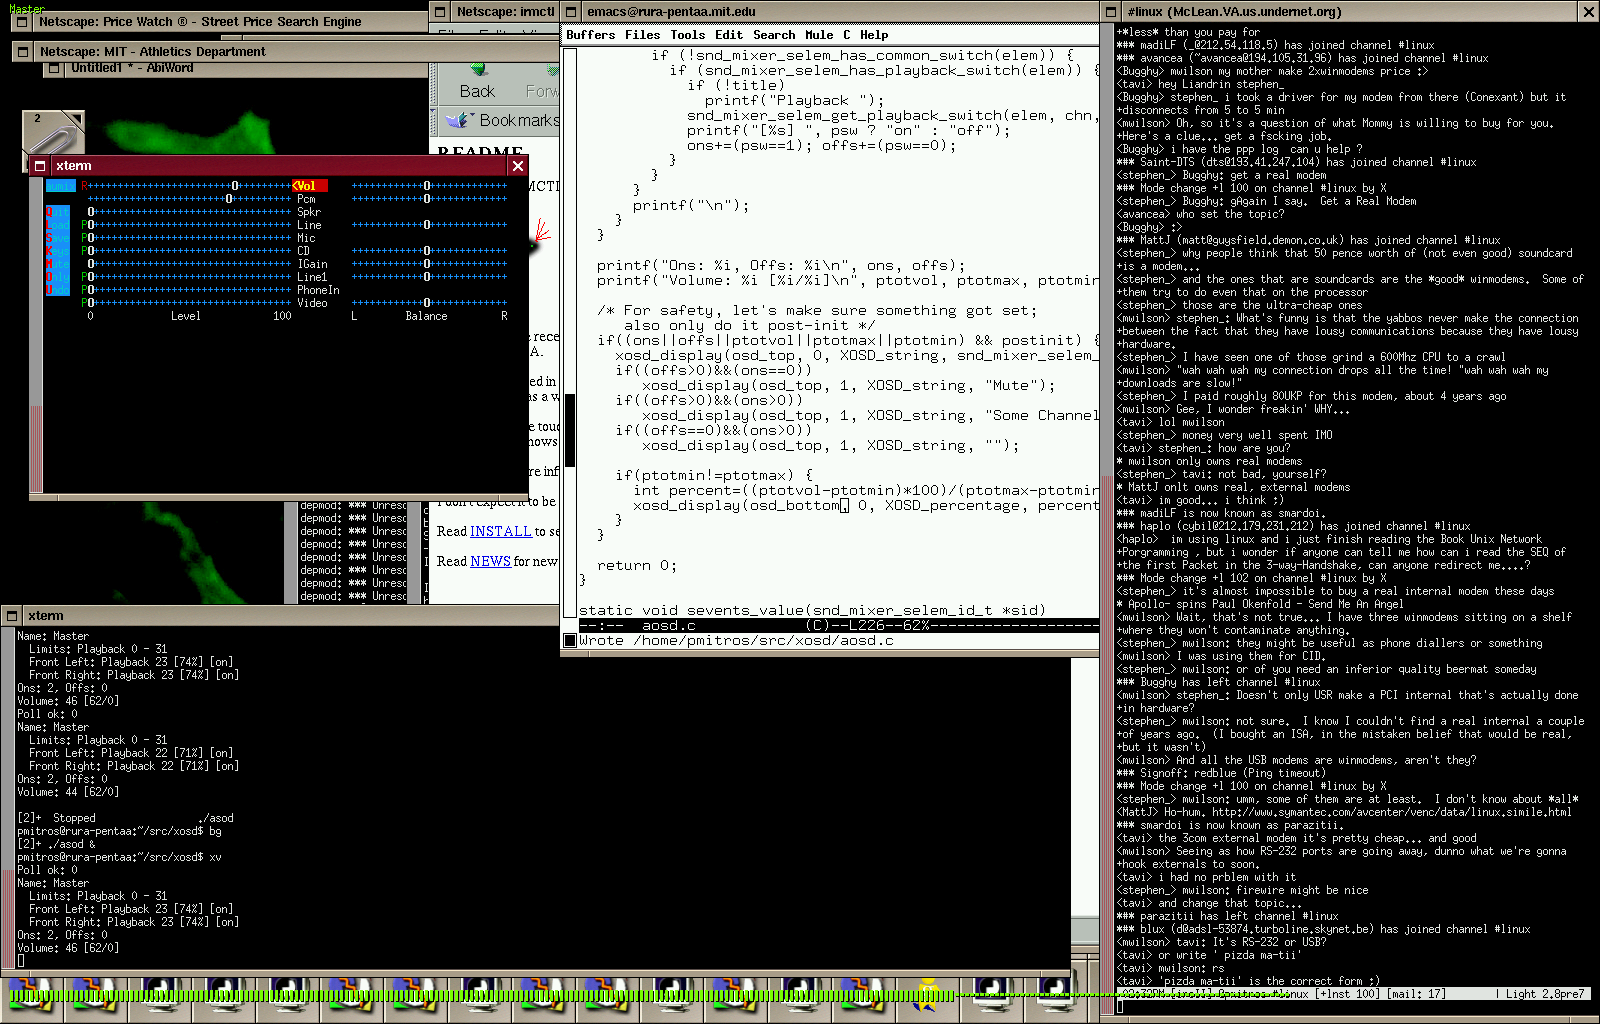 Master
Netscape: Price Watch ® - Street Price Search Engine
Netscape: MIT - Athletics Department
Untitled1 * - AbiWord
2
Netscape: irmctl
Back
Forw
Bookmarks
README
xterm
R
<Vol
Pcm
Spkr
Line
Mic
CD
IGain
Line1
PhoneIn
Video
0 Level 100 L Balance R
Read INSTALL to se
Read NEWS for new
depmod: *** Unresc
depmod: *** Unresc
depmod: *** Unresc
depmod: *** Unresc
depmod: *** Unresc
depmod: *** Unresc
depmod: *** Unresc
xterm
Name: Master
Limits: Playback 0 - 31
Front Left: Playback 23 [74%] [on]
Front Right: Playback 23 [74%] [on]
Ons: 2, Offs: 0
Volume: 46 [62/0]
Poll ok: 0
Name: Master
Limits: Playback 0 - 31
Front Left: Playback 22 [71%] [on]
Front Right: Playback 22 [71%] [on]
Ons: 2, Offs: 0
Volume: 44 [62/0]
[2]+ Stopped ./asod
pmitros@rura-pentaa:~/src/xosd$ bg
[2]+ ./asod &
pmitros@rura-pentaa:~/src/xosd$ xv
Poll ok: 0
Name: Master
Limits: Playback 0 - 31
Front Left: Playback 23 [74%] [on]
Front Right: Playback 23 [74%] [on]
Ons: 2, Offs: 0
Volume: 46 [62/0]
emacs@rura-pentaa.mit.edu
Buffers Files Tools Edit Search Mule C Help
if (!snd_mixer_selem_has_common_switch(elem)) {
if (snd_mixer_selem_has_playback_switch(elem)) {
if (!title)
printf("Playback ");
snd_mixer_selem_get_playback_switch(elem, chn,
printf("[%s] ", psw ? "on" : "off");
ons+=(psw==1); offs+=(psw==0);
}
}
}
printf("\n");
}
}
printf("Ons: %i, Offs: %i\n", ons, offs);
printf("Volume: %i [%i/%i]\n", ptotvol, ptotmax, ptotmin
/* For safety, let's make sure something got set;
also only do it post-init */
if((ons||offs||ptotvol||ptotmax||ptotmin) && postinit) {
xosd_display(osd_top, 0, XOSD_string, snd_mixer_selem_
if((offs>0)&&(ons==0))
xosd_display(osd_top, 1, XOSD_string, "Mute");
if((offs>0)&&(ons>0))
xosd_display(osd_top, 1, XOSD_string, "Some Channel
if((offs==0)&&(ons>0))
xosd_display(osd_top, 1, XOSD_string, "");
if(ptotmin!=ptotmax) {
int percent=((ptotvol-ptotmin)*100)/(ptotmax-ptotmin
xosd_display(osd_bottom, 0, XOSD_percentage, percent
}
}
return 0;
}
static void sevents_value(snd_mixer_selem_id_t *sid)
--:-- aosd.c (C)--L226--62%
Wrote /home/pmitros/src/xosd/aosd.c
#linux (McLean.VA.us.undernet.org)
+*less* than you pay for
*** madiLF (_@212.54.118.5) has joined channel #linux
*** avancea (~avancea@194.105.31.96) has joined channel #linux
<Bugghy> mwilson my mother make 2xwinmodems price :>
<tavi> hey Liandrin stephen_
<Bugghy> stephen_ i took a driver for my modem from there (Conexant) but it
+disconects from 5 to 5 min
<mwilson> Oh, so it's a question of what Mommy is willing to buy for you.
+Here's a clue... get a fscking job.
<Bugghy> i have the ppp log can u help ?
*** Saint-DTS (dts@193.41.247.104) has joined channel #linux
<stephen_> Bugghy: get a real modem
*** Mode change +l 100 on channel #linux by X
<stephen_> Bugghy: gAgain I say. Get a Real Modem
<avancea> who set the topic?
<Bugghy> :>
*** MattJ (matt@guysfield.demon.co.uk) has joined channel #linux
<stephen_> why people think that 50 pence worth of (not even good) soundcard
+is a modem...
<stephen_> and the ones that are soundcards are the *good* winmodems. Some of
+them try to do even that on the processor
<stephen_> those are the ultra-cheap ones
<mwilson> stephen_: What's funny is that the yabbos never make the connection
+between the fact that they have lousy communications because they have lousy
+hardware.
<stephen_> I have seen one of those grind a 600Mhz CPU to a crawl
<mwilson> "wah wah wah my connection drops all the time! "wah wah wah my
+downloads are slow!"
<stephen_> I paid roughly 80UKP for this modem, about 4 years ago
<mwilson> Gee, I wonder freakin' WHY...
<tavi> lol mwilson
<stephen_> money very well spent IMO
<tavi> stephen_: how are you?
* mwilson only owns real modems
<stephen_> tavi: not bad, yourself?
* MattJ onlt owns real, external modems
<tavi> im good... i think ;)
*** madiLF is now known as smardoi.
*** haplo (cybil@212.179.231.212) has joined channel #linux
<haplo> im using linux and i just finish reading the Book Unix Network
+Porgramming , but i wonder if anyone can tell me how can i read the SEQ of
+the first Packet in the 3-way-Handshake, can anyone redirect me....?
*** Mode change +l 102 on channel #linux by X
<stephen_> it's almost impossible to buy a real internal modem these days
* Apollo- spins Paul Okenfold - Send Me An Angel
<mwilson> Wait, that's not true... I have three winmodems sitting on a shelf
+where they won't contaminate anything.
<stephen_> mwilson: they might be useful as phone diallers or something
<mwilson> I was using them for CID.
<stephen_> mwilson: or of you need an inferior quality beermat someday
*** Bugghy has left channel #linux
<mwilson> stephen_: Doesn't only USR make a PCI internal that's actually done
+in hardware?
<stephen_> mwilson: not sure. I know I couldn't find a real internal a couple
+of years ago. (I bought an ISA, in the mistaken belief that would be real,
+but it wasn't)
<mwilson> And all the USB modems are winmodems, aren't they?
*** Signoff: redblue (Ping timeout)
*** Mode change +l 100 on channel #linux by X
<stephen_> mwilson: umm, some of them are at least. I don't know about *all*
<MattJ> Ho-hum. http://www.symantec.com/avcenter/venc/data/linux.simile.html
*** smardoi is now known as parazitii.
<tavi> the 3com external modem it's pretty cheap... and good
<mwilson> Seeing as how RS-232 ports are going away, dunno what we're gonna
+hook externals to soon.
<tavi> i had no prblem with it
<stephen_> mwilson: firewire might be nice
<tavi> and change that topic...
*** parazitii has left channel #linux
*** blux (d@adsl-53874.turboline.skynet.be) has joined channel #linux
<mwilson> tavi: It's RS-232 or USB?
<tavi> or write ' pizda ma-tii'
<tavi> mwilson: rs
<tavi> 'pizda ma-tii' is the correct form ;)
[+lnst 100] [mail: 17] | Light 2.8pre7